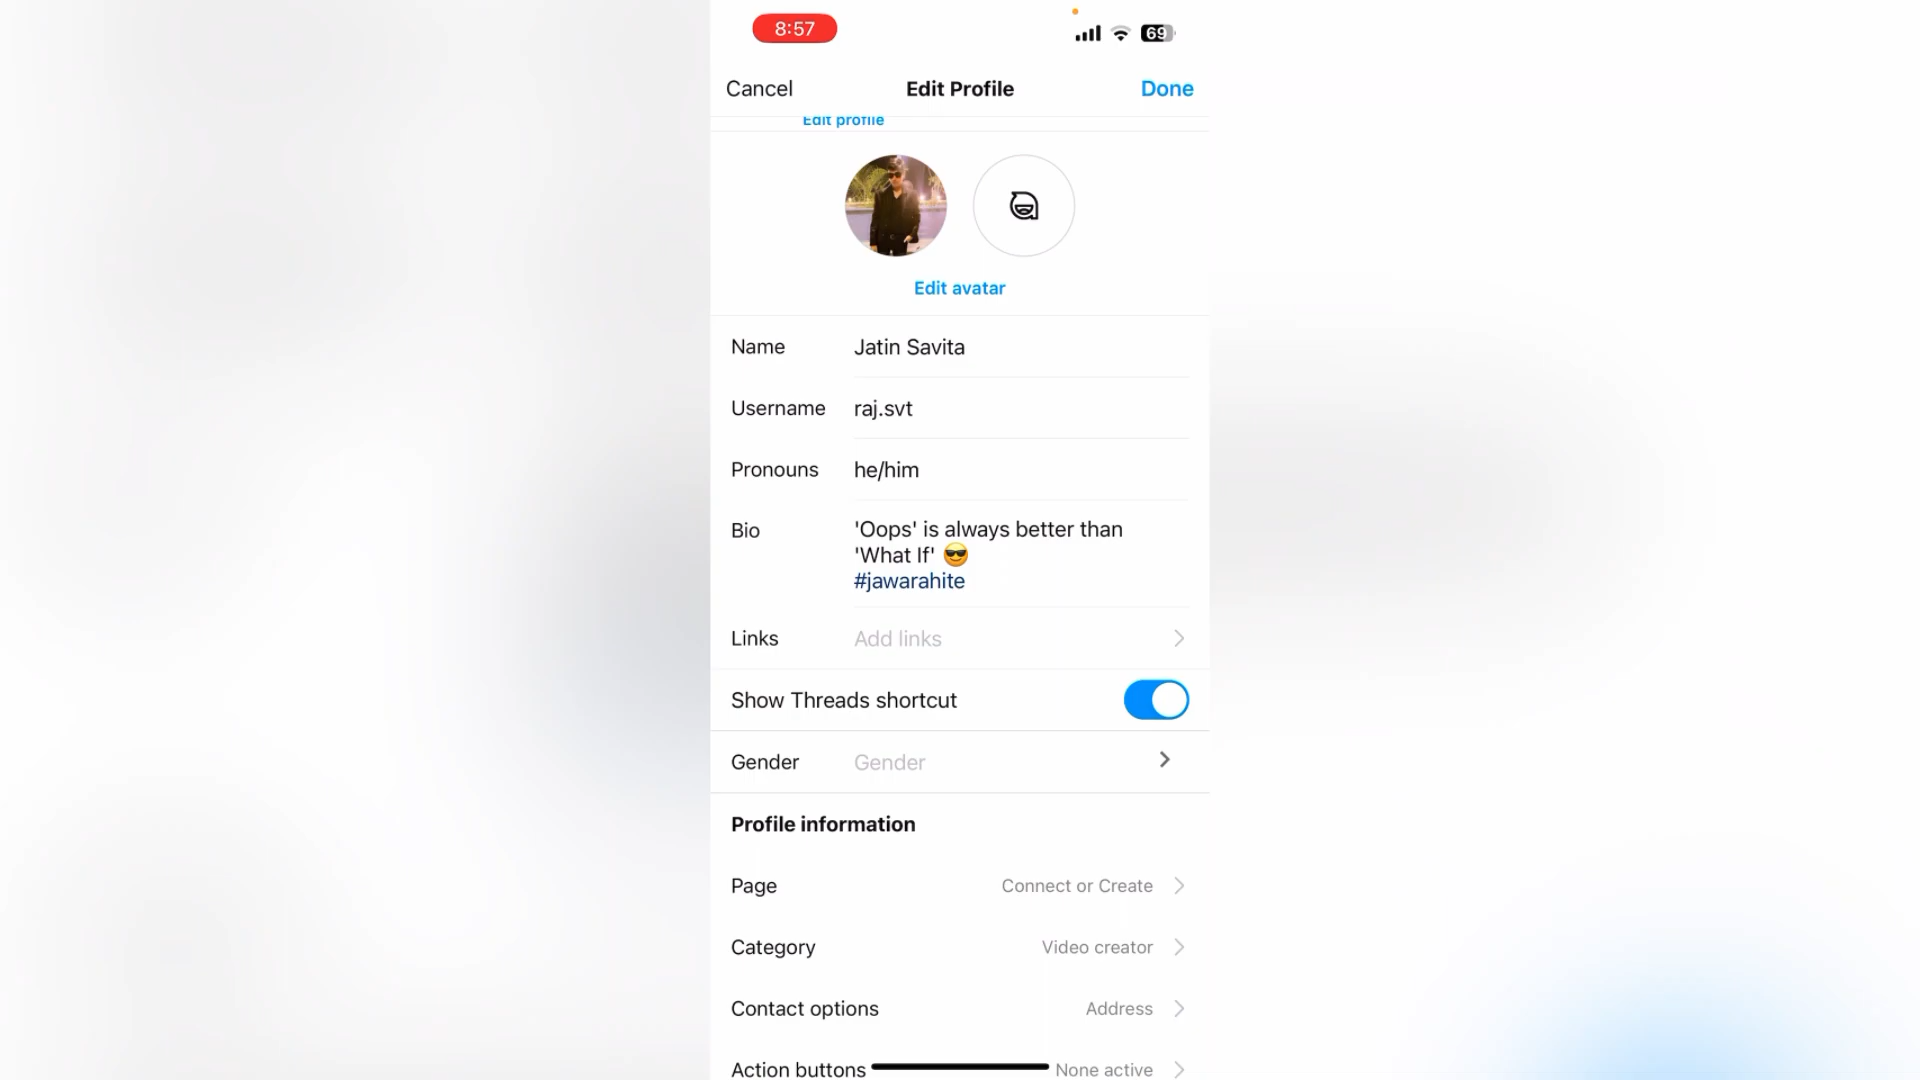 8:57
69
Cancel
Edit Profile
Done
Edit profile
Edit avatar
Name
Jatin Savita
Username
raj.svt
Pronouns
he/him
Bio
'Oops' is always better than
'What If' 😎
#jawarahite
Links
Add links
Show Threads shortcut
Gender
Gender
Profile information
Page
Connect or Create
Category
Video creator
Contact options
Address
Action buttons
None active